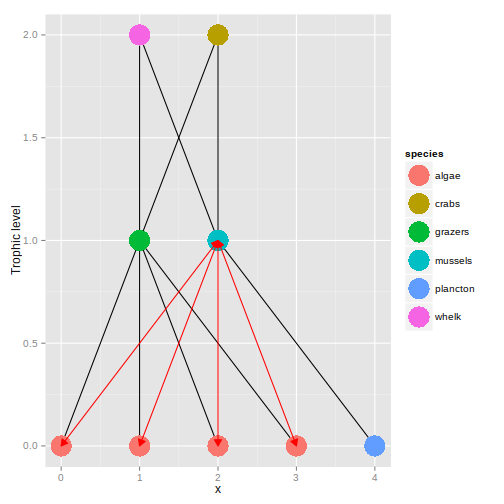 2.0
1.5
1.0
0.5
0.0
Trophic level
0 1 2 3 4
x
species
algae
crabs
grazers
mussels
plancton
whelk